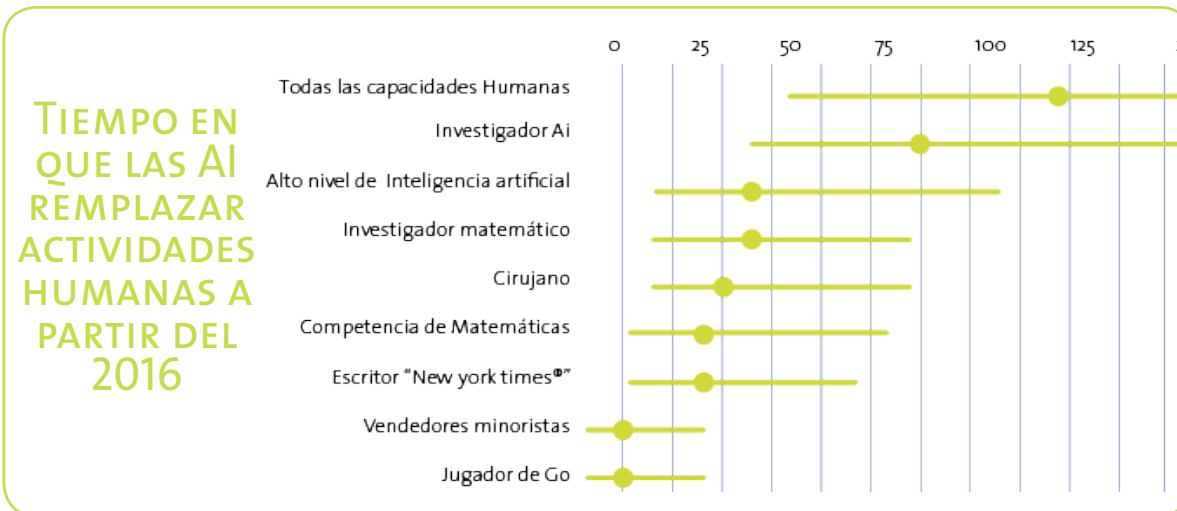 Tiempo en
que las AI
remplazar
actividades
humanas a
partir del
2016
0 25 50 75 100 125
Todas las capacidades Humanas
Investigador Ai
Alto nivel de Inteligencia artificial
Investigador matemático
Cirujano
Competencia de Matemáticas
Escritor “New york times®”
Vendedores minoristas
Jugador de Go